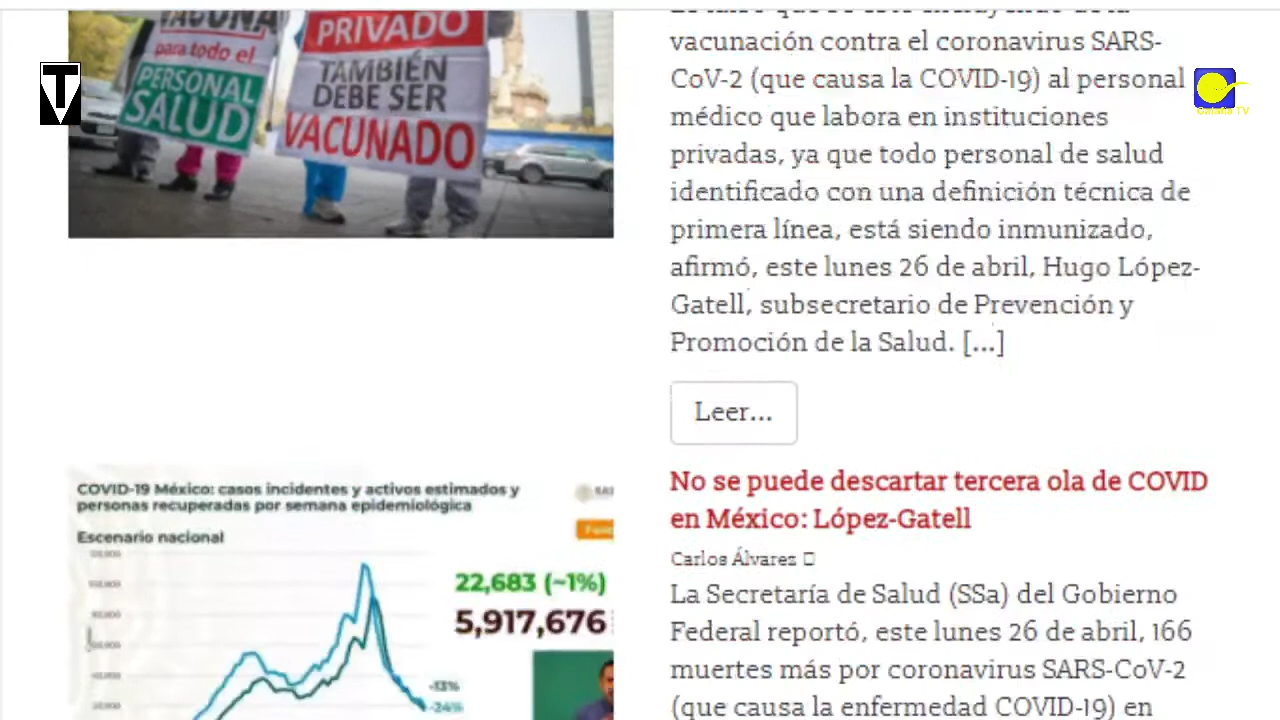 VACUNA
para todo el
PERSONAL
SALUD
PRIVADO
TAMBIÉN
DEBE SER
VACUNADO
T
vacunación contra el coronavirus SARS-
CoV-2 (que causa la COVID-19) al personal
médico que labora en instituciones
privadas, ya que todo personal de salud
identificado con una definición técnica de
primera línea, está siendo inmunizado,
afirmó, este lunes 26 de abril, Hugo López-
Gatell, subsecretario de Prevención y
Promoción de la Salud. [...]
Leer...
COVID-19 México: casos incidentes y activos estimados y
personas recuperadas por semana epidemiológica
Escenario nacional
22,683 (~1%)
5,917,676
-13%
-24%
No se puede descartar tercera ola de COVID
en México: López-Gatell
Carlos Álvares
La Secretaría de Salud (SSa) del Gobierno
Federal reportó, este lunes 26 de abril, 166
muertes más por coronavirus SARS-CoV-2
(que causa la enfermedad COVID-19) en